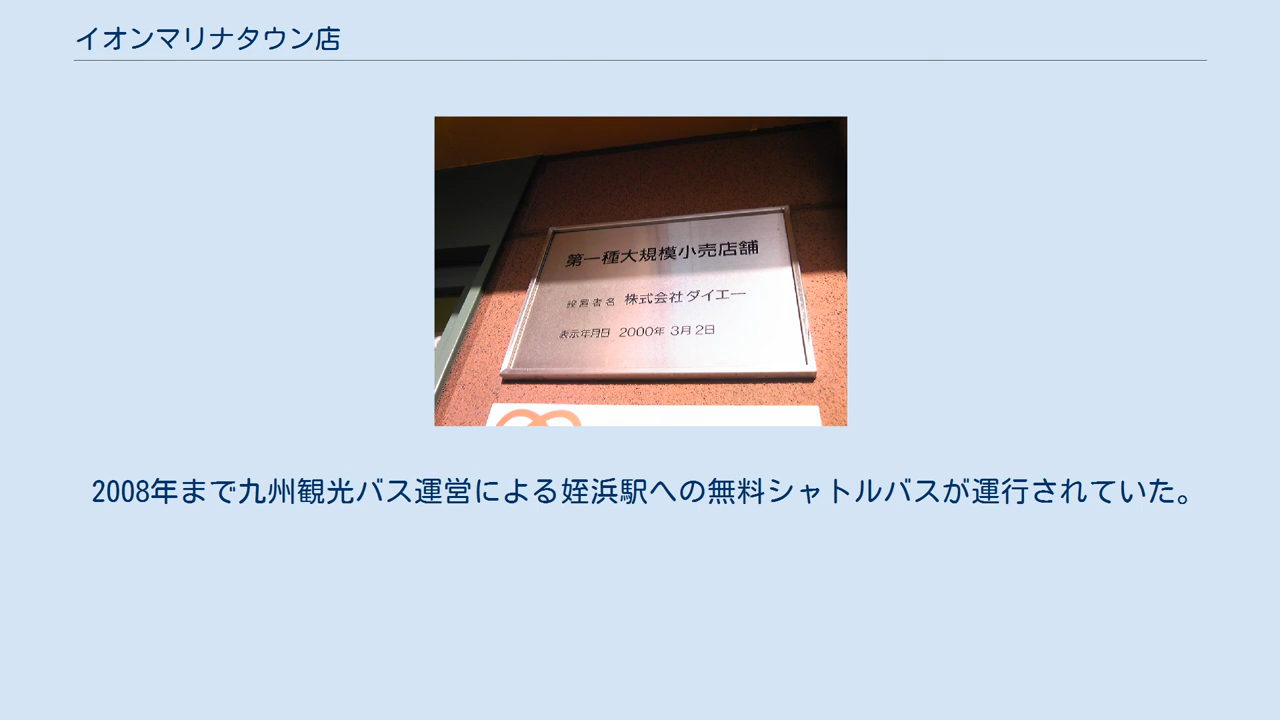 イオンマリナタウン店
第一種大規模小売店舗
設置者名 株式会社ダイエー
表示年月日 2000年 3月 2日
2008年まで九州観光バス運営による姪浜駅への無料シャトルバスが運行されていた。